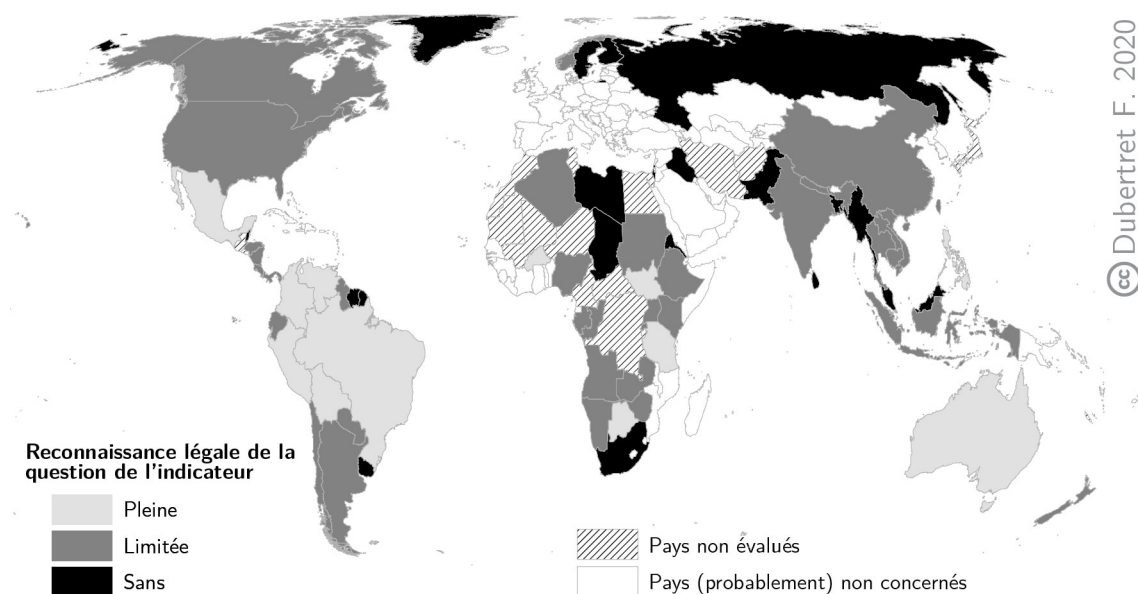 cc Dubertret F. 2020
Reconnaissance légale de la
question de l'indicateur
Pleine
Limitée
Sans
Pays non évalués
Pays (probablement) non concernés